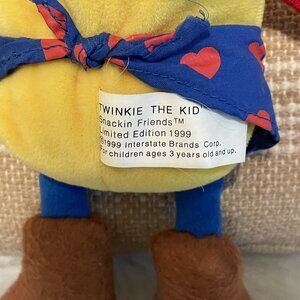 TWINKIE THE KID™
Snackin Friends™
Limited Edition 1999
©1999 Interstate Brands Corp.
For children ages 3 years old and up.